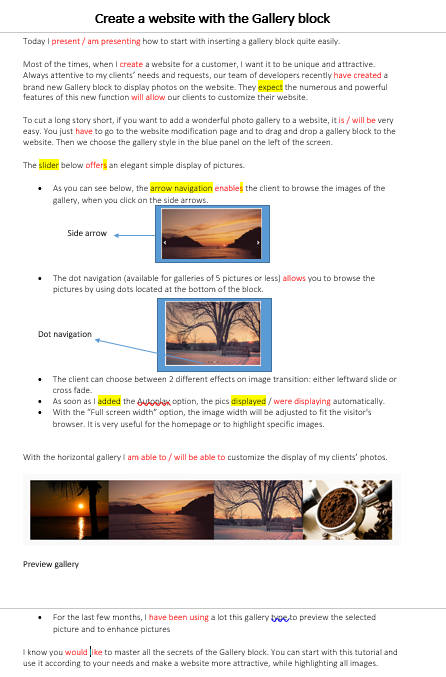 Create a website with the Gallery block
Today I present / am presenting how to start with inserting a gallery block quite easily.
Most of the times, when I create a website for a customer, I want it to be unique and attractive.
Always attentive to my clients' needs and requests, our team of developers recently have created a
brand new Gallery block to display photos on the website. They expect the numerous and powerful
features of this new function will allow our clients to customize their website.
To cut a long story short, if you want to add a wonderful photo gallery to a website, it is / will be very
easy. You just have to go to the website modification page and to drag and drop a gallery block to the
website. Then we choose the gallery style in the blue panel on the left of the screen.
The slider below offers an elegant simple display of pictures.
• As you can see below, the arrow navigation enables the client to browse the images of the
gallery, when you click on the side arrows.
Side arrow
• The dot navigation (available for galleries of 5 pictures or less) allows you to browse the
pictures by using dots located at the bottom of the block.
Dot navigation
• The client can choose between 2 different effects on image transition: either leftward slide or
cross fade.
• As soon as I added the Autoplay option, the pics displayed / were displaying automatically.
• With the "Full screen width" option, the image width will be adjusted to fit the visitor's
browser. It is very useful for the homepage or to highlight specific images.
With the horizontal gallery I am able to / will be able to customize the display of my clients' photos.
Preview gallery
• For the last few months, I have been using a lot this gallery type to preview the selected
picture and to enhance pictures
I know you would like to master all the secrets of the Gallery block. You can start with this tutorial and
use it according to your needs and make a website more attractive, while highlighting all images.